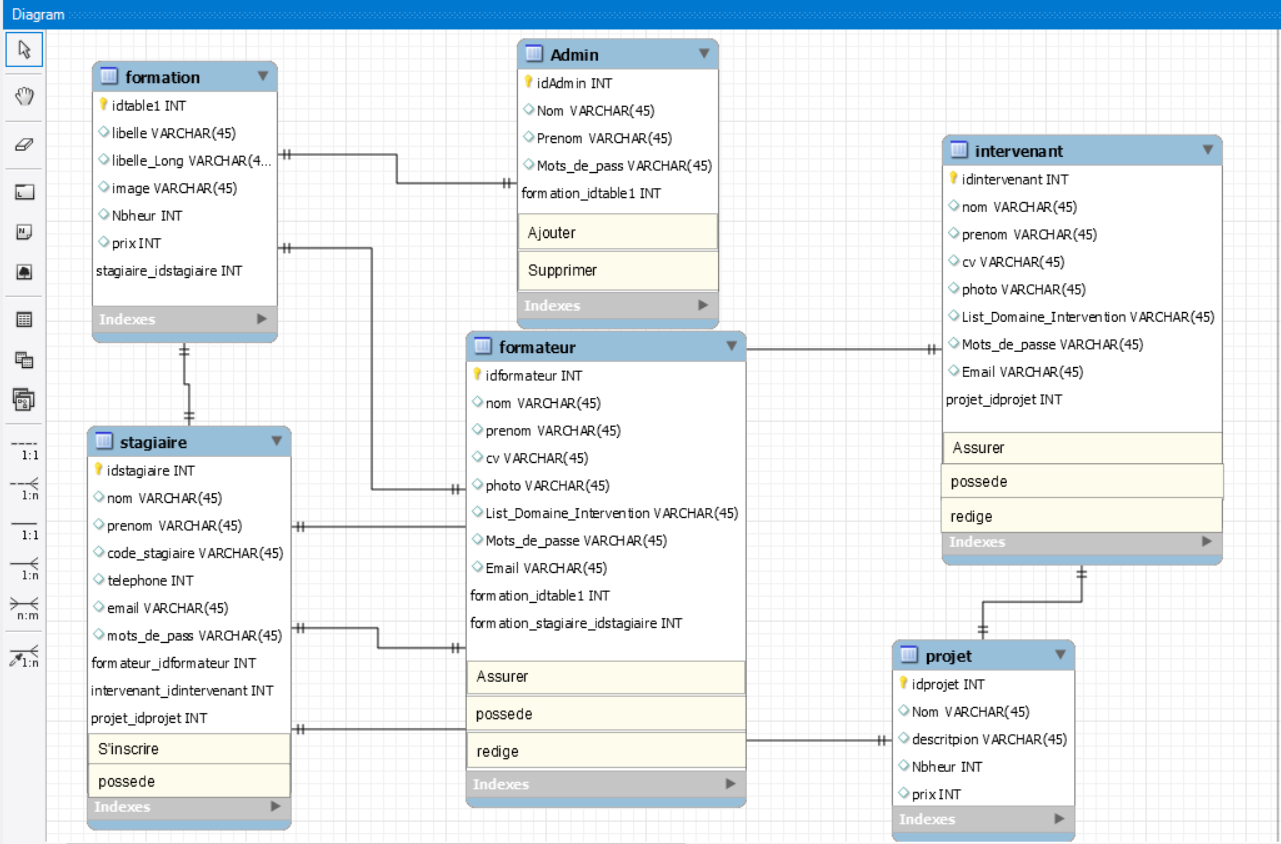 Diagram
formation
idtable1 INT
libelle VARCHAR(45)
libelle_Long VARCHAR(4...
image VARCHAR(45)
Nbheur INT
prix INT
stagiaire_idstagiaire INT
Indexes
Admin
idAdmin INT
Nom VARCHAR(45)
Prenom VARCHAR(45)
Mots_de_pass VARCHAR(45)
formation_idtable1 INT
Ajouter
Supprimer
Indexes
intervenant
idintervenant INT
nom VARCHAR(45)
prenom VARCHAR(45)
cv VARCHAR(45)
photo VARCHAR(45)
List_Domaine_Intervention VARCHAR(45)
Mots_de_passe VARCHAR(45)
Email VARCHAR(45)
projet_idprojet INT
Assurer
possede
redige
Indexes
formateur
idformateur INT
nom VARCHAR(45)
prenom VARCHAR(45)
cv VARCHAR(45)
photo VARCHAR(45)
List_Domaine_Intervention VARCHAR(45)
Mots_de_passe VARCHAR(45)
Email VARCHAR(45)
formation_idtable1 INT
formation_stagiaire_idstagiaire INT
Assurer
possede
redige
Indexes
stagiaire
idstagiaire INT
nom VARCHAR(45)
prenom VARCHAR(45)
code_stagiaire VARCHAR(45)
telephone INT
email VARCHAR(45)
mots_de_pass VARCHAR(45)
formateur_idformateur INT
intervenant_idintervenant INT
projet_idprojet INT
S'inscrire
possede
Indexes
projet
idprojet INT
Nom VARCHAR(45)
descritpion VARCHAR(45)
Nbheur INT
prix INT
Indexes
1:1
1:n
1:1
1:n
n:m
1:n